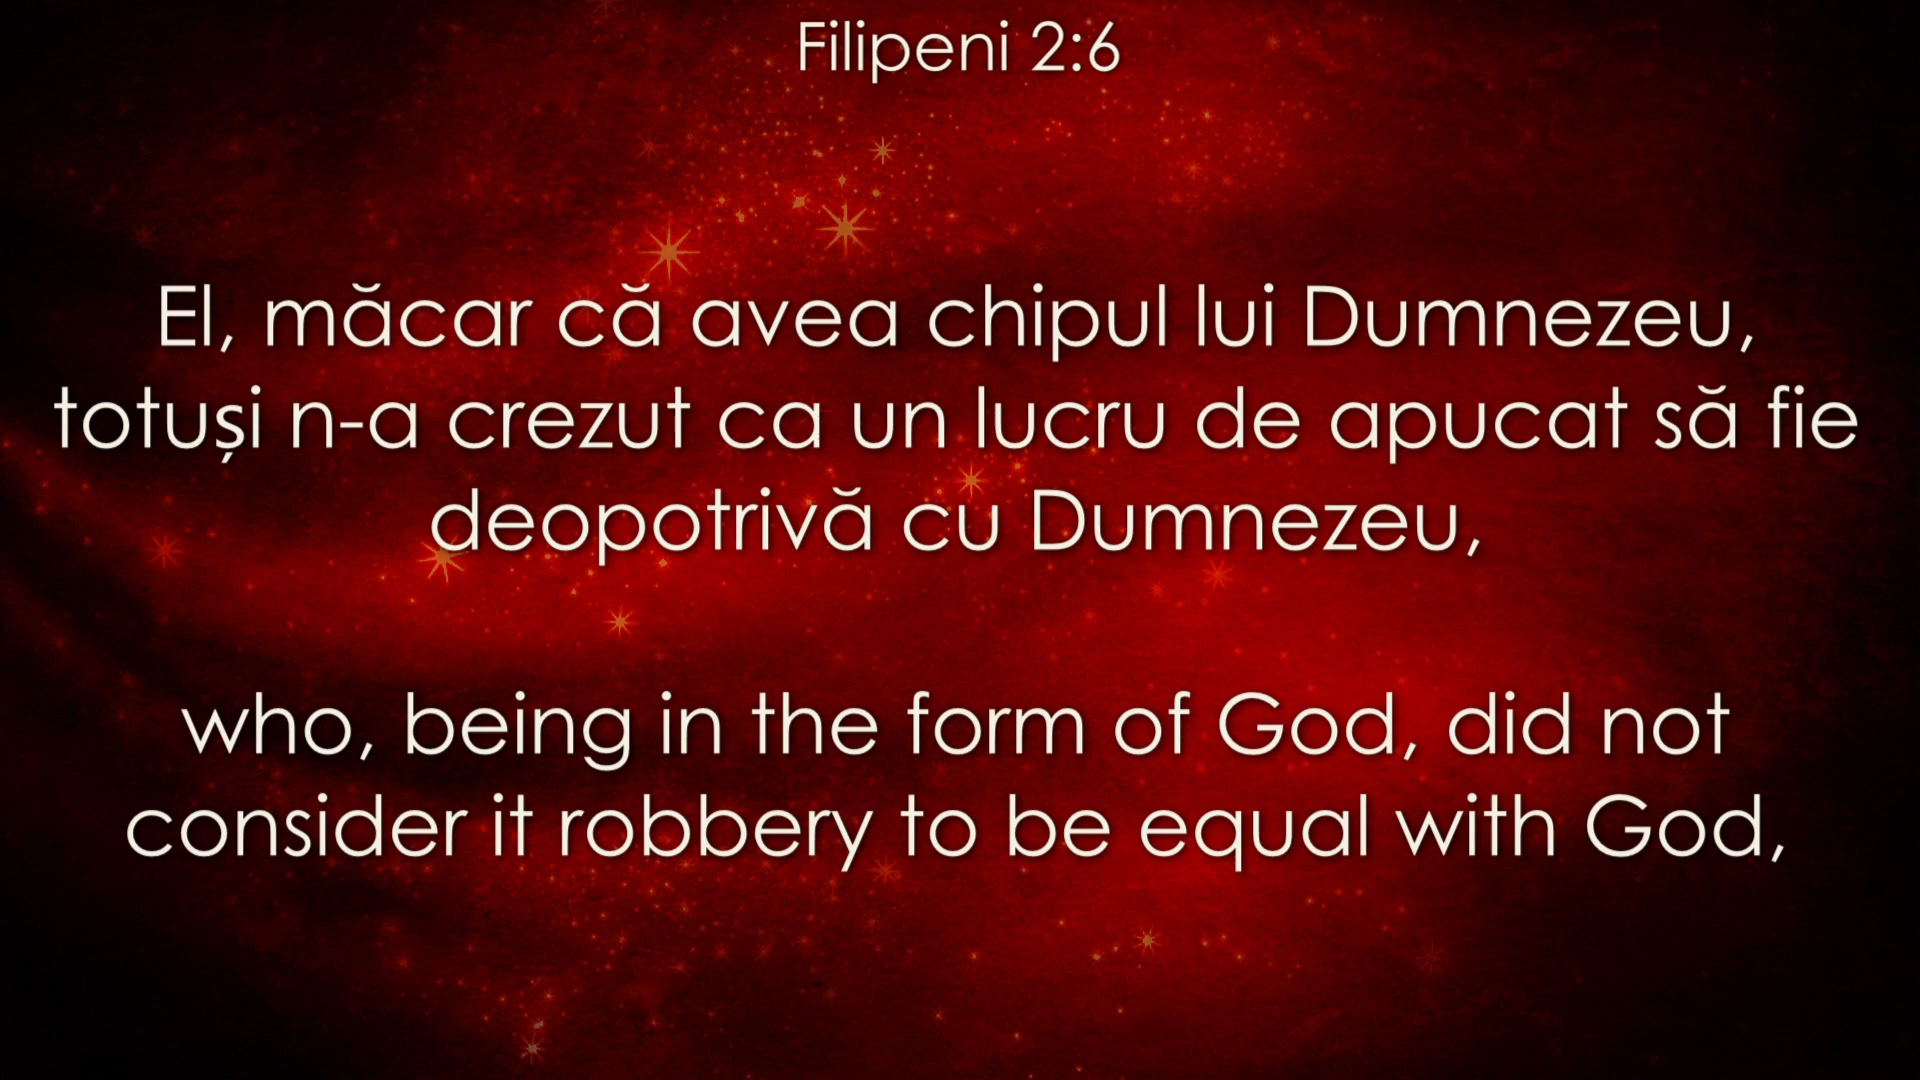 Filipeni 2:6
El, măcar că avea chipul lui Dumnezeu,
totuși n-a crezut ca un lucru de apucat să fie
deopotrivă cu Dumnezeu,
who, being in the form of God, did not
consider it robbery to be equal with God,